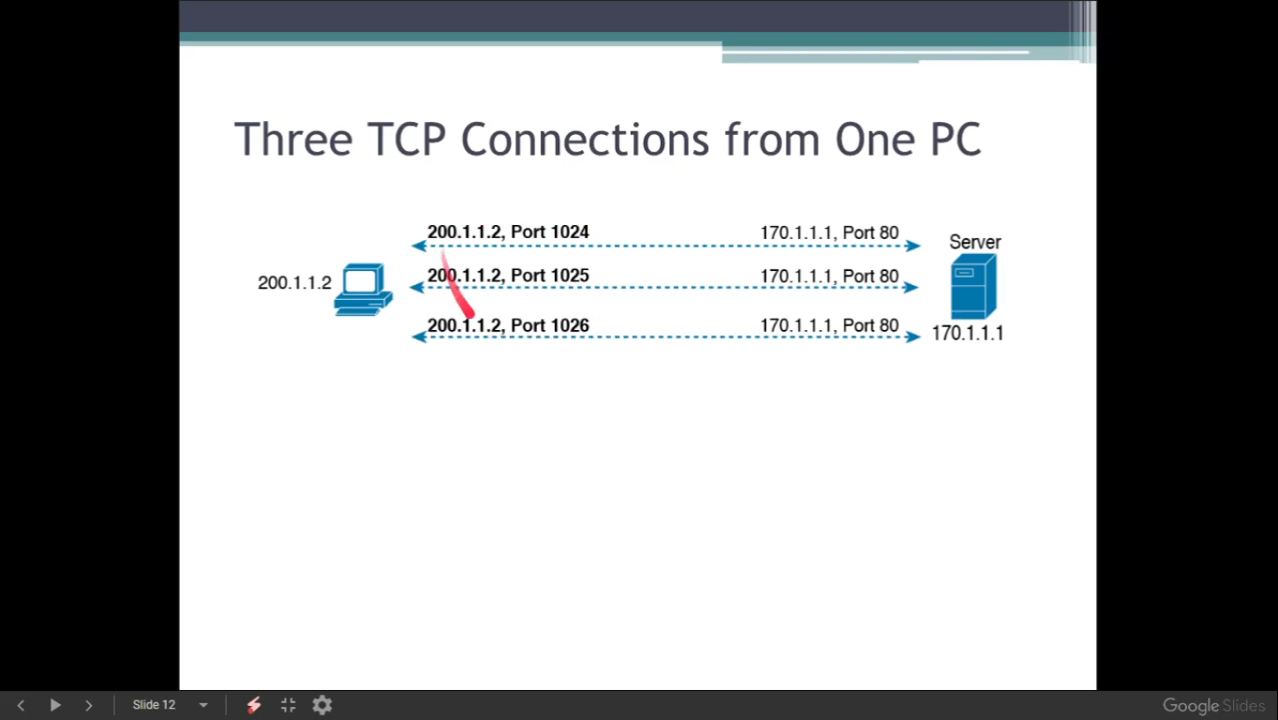 Three TCP Connections from One PC
200.1.1.2, Port 1024 170.1.1.1, Port 80
Server
200.1.1.2, Port 1025 170.1.1.1, Port 80
200.1.1.2
200.1.1.2, Port 1026 170.1.1.1, Port 80
170.1.1.1
Slide 12
Google Slides